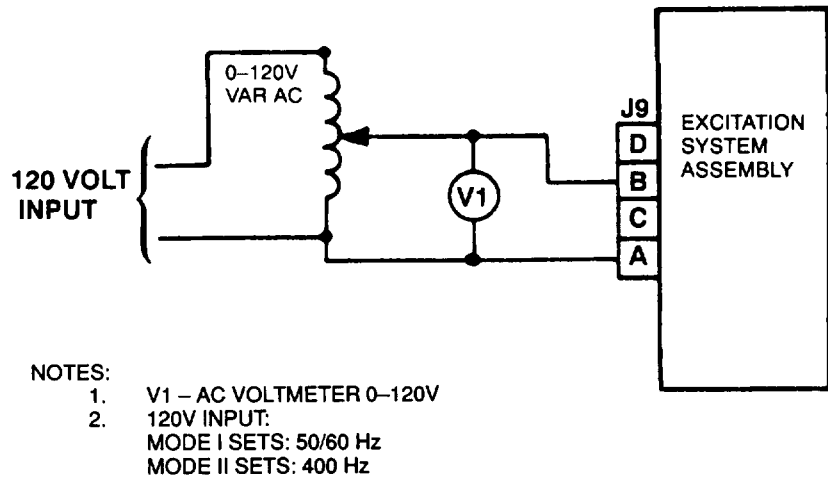 0–120V
VAR AC
120 VOLT
INPUT
V1
J9
D
B
C
A
EXCITATION
SYSTEM
ASSEMBLY
NOTES:
1. V1 – AC VOLTMETER 0–120V
2. 120V INPUT:
MODE I SETS: 50/60 Hz
MODE II SETS: 400 Hz